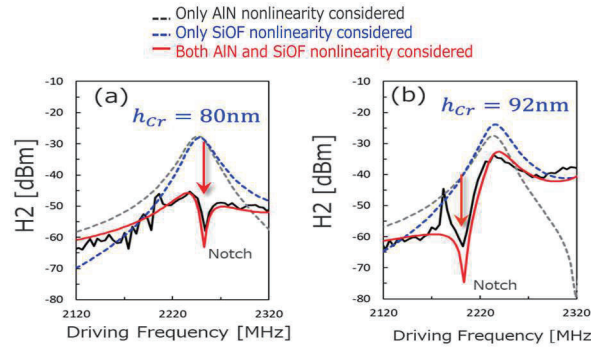 Only AlN nonlinearity considered
Only SiOF nonlinearity considered
Both AlN and SiOF nonlinearity considered
(a)
h_Cr = 80nm
H2 [dBm]
-10
-20
-30
-40
-50
-60
-70
-80
Notch
2120 2220 2320
Driving Frequency [MHz]
(b)
h_Cr = 92nm
H2 [dBm]
-10
-20
-30
-40
-50
-60
-70
-80
Notch
2120 2220 2320
Driving Frequency [MHz]